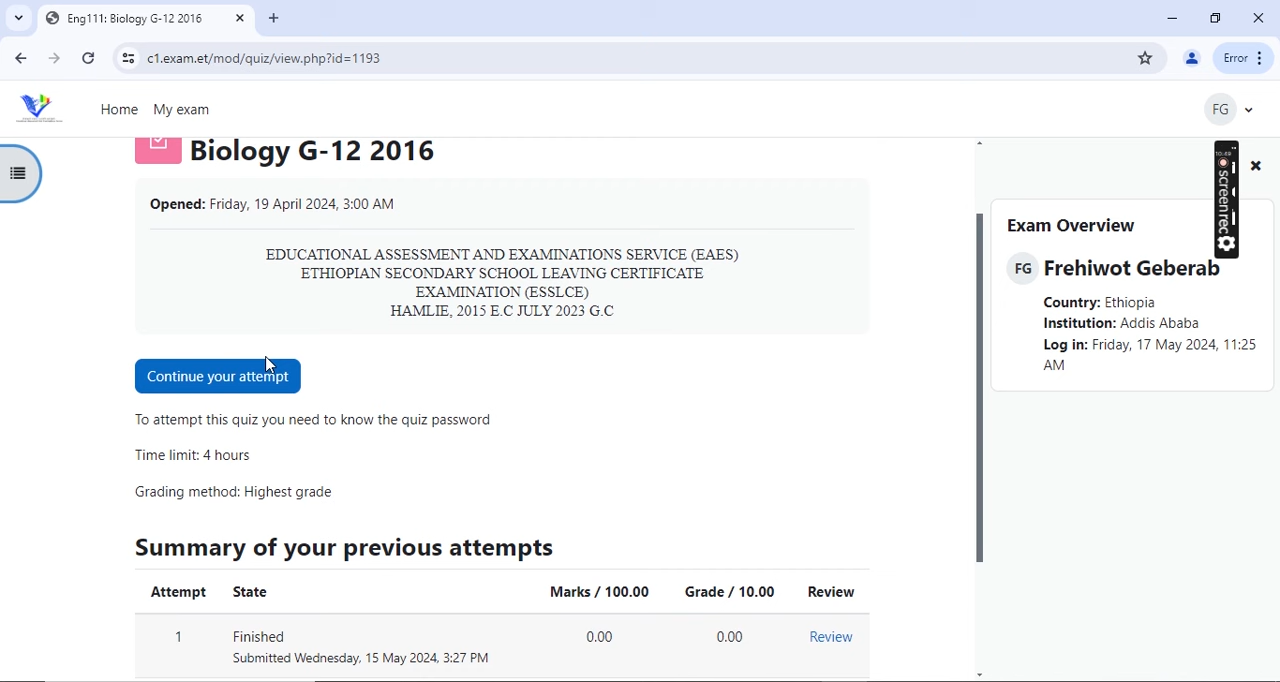 Eng111: Biology G-12 2016
c1.exam.et/mod/quiz/view.php?id=1193
Error
Home
My exam
FG
Biology G-12 2016
Opened: Friday, 19 April 2024, 3:00 AM
EDUCATIONAL ASSESSMENT AND EXAMINATIONS SERVICE (EAES)
ETHIOPIAN SECONDARY SCHOOL LEAVING CERTIFICATE
EXAMINATION (ESSLCE)
HAMLIE, 2015 E.C JULY 2023 G.C
Continue your attempt
To attempt this quiz you need to know the quiz password
Time limit: 4 hours
Grading method: Highest grade
Summary of your previous attempts
Attempt State Marks / 100.00 Grade / 10.00 Review
1 Finished 0.00 0.00 Review
Submitted Wednesday, 15 May 2024, 3:27 PM
Exam Overview
FG Frehiwot Geberab
Country: Ethiopia
Institution: Addis Ababa
Log in: Friday, 17 May 2024, 11:25
AM
screenrec